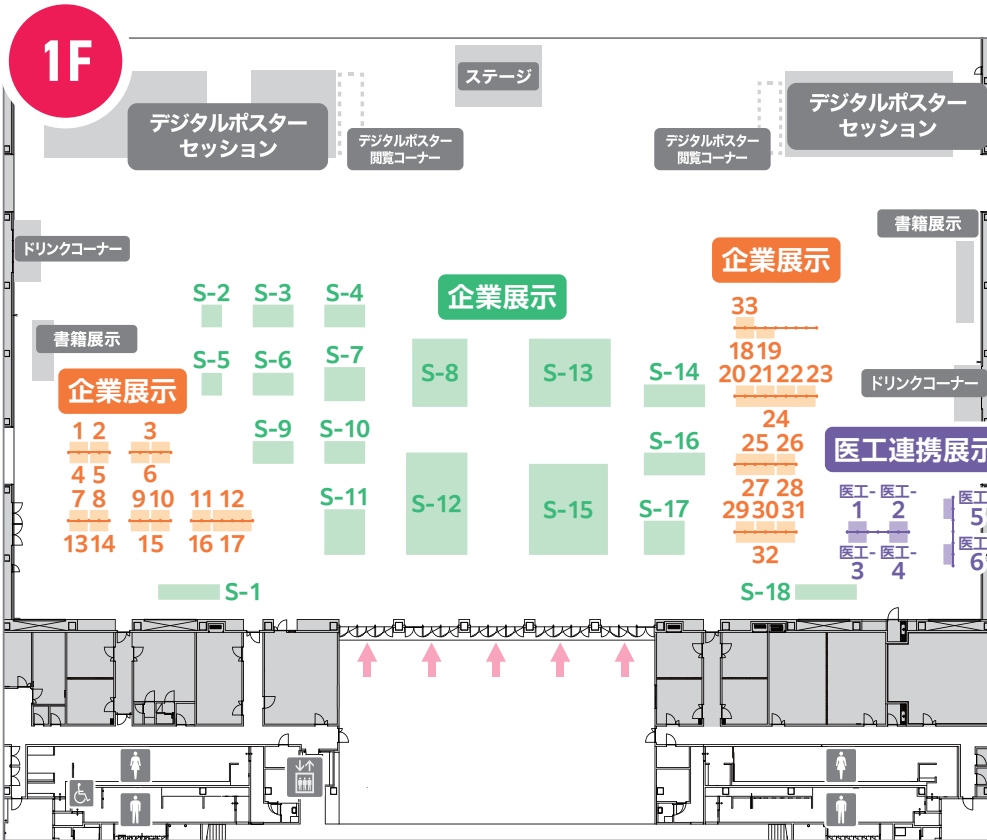 1F
ステージ
デジタルポスター
セッション
デジタルポスター
閲覧コーナー
デジタルポスター
閲覧コーナー
デジタルポスター
セッション
ドリンクコーナー
書籍展示
書籍展示
ドリンクコーナー
企業展示
企業展示
企業展示
S-2 S-3 S-4
S-5 S-6 S-7
S-8 S-13 S-14
S-9 S-10
S-11 S-12 S-15
S-16
S-17
S-1
S-18
1 2 3
4 5 6
7 8 9 10 11 12
13 14 15 16 17
33
18 19
20 21 22 23
24
25 26
27 28
29 30 31
32
医工連携展示
医工- 医工-
1 2
医工- 医工-
3 4
医工
5
医工
6